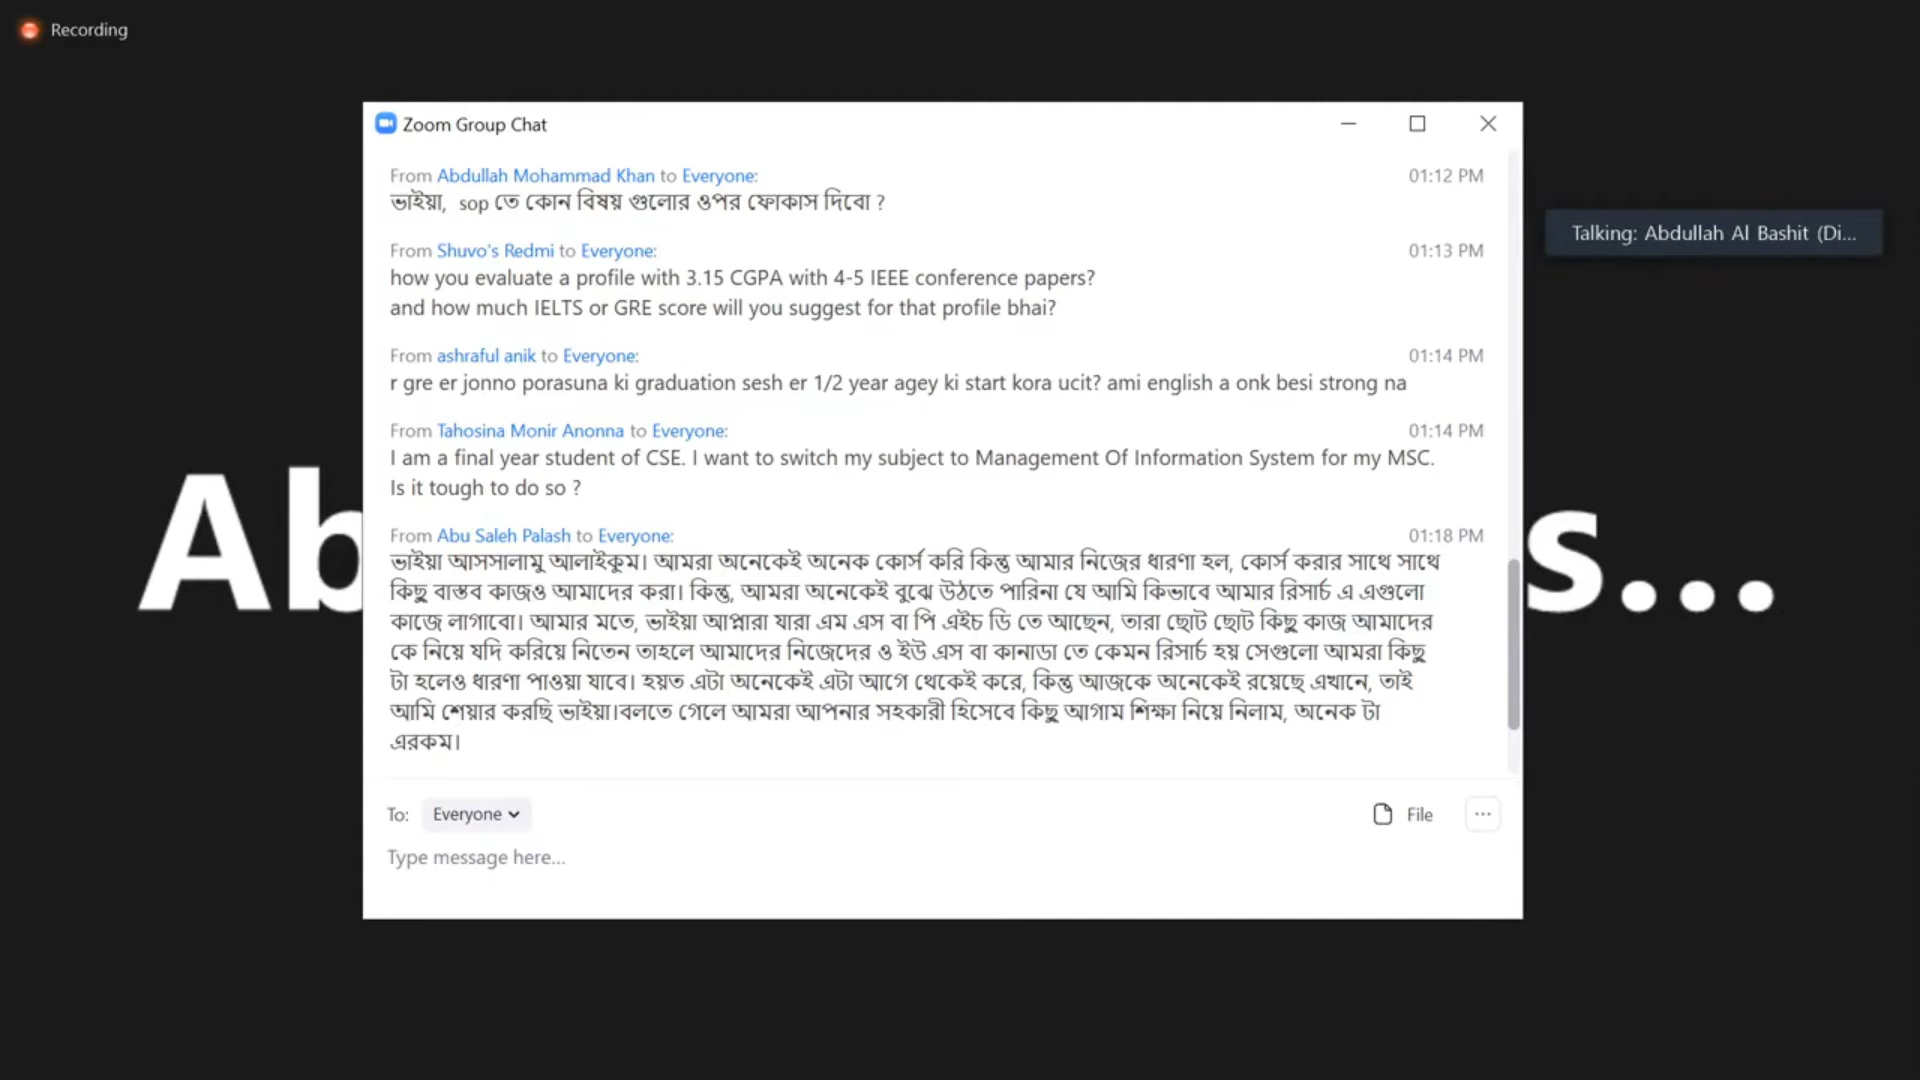 Recording
Zoom Group Chat
From Abdullah Mohammad Khan to Everyone: 01:12 PM
ভাইয়া, sop তে কোন বিষয় গুলোর ওপর ফোকাস দিবো ?
Talking: Abdullah Al Bashit (Di...
From Shuvo's Redmi to Everyone: 01:13 PM
how you evaluate a profile with 3.15 CGPA with 4-5 IEEE conference papers?
and how much IELTS or GRE score will you suggest for that profile bhai?
From ashraful anik to Everyone: 01:14 PM
r gre er jonno porasuna ki graduation sesh er 1/2 year agey ki start kora ucit? ami english a onk besi strong na
From Tahosina Monir Anonna to Everyone: 01:14 PM
I am a final year student of CSE. I want to switch my subject to Management Of Information System for my MSC.
Is it tough to do so ?
Ab s...
From Abu Saleh Palash to Everyone: 01:18 PM
ভাইয়া আসসালামু আলাইকুম। আমরা অনেকেই অনেক কোর্স করি কিন্তু আমার নিজের ধারণা হল, কোর্স করার সাথে সাথে
কিছু বাস্তব কাজও আমাদের করা। কিন্তু, আমরা অনেকেই বুঝে উঠতে পারিনা যে আমি কিভাবে আমার রিসার্চ এ এগুলো
কাজে লাগাবো। আমার মতে, ভাইয়া আপ্নারা যারা এম এস বা পি এইচ ডি তে আছেন, তারা ছোট ছোট কিছু কাজ আমাদের
কে নিয়ে যদি করিয়ে নিতেন তাহলে আমাদের নিজেদের ও ইউ এস বা কানাডা তে কেমন রিসার্চ হয় সেগুলো আমরা কিছু
টা হলেও ধারণা পাওয়া যাবে। হয়ত এটা অনেকেই এটা আগে থেকেই করে, কিন্তু আজকে অনেকেই রয়েছে এখানে, তাই
আমি শেয়ার করছি ভাইয়া।বলতে গেলে আমরা আপনার সহকারী হিসেবে কিছু আগাম শিক্ষা নিয়ে নিলাম, অনেক টা
এরকম।
To: Everyone File
Type message here...